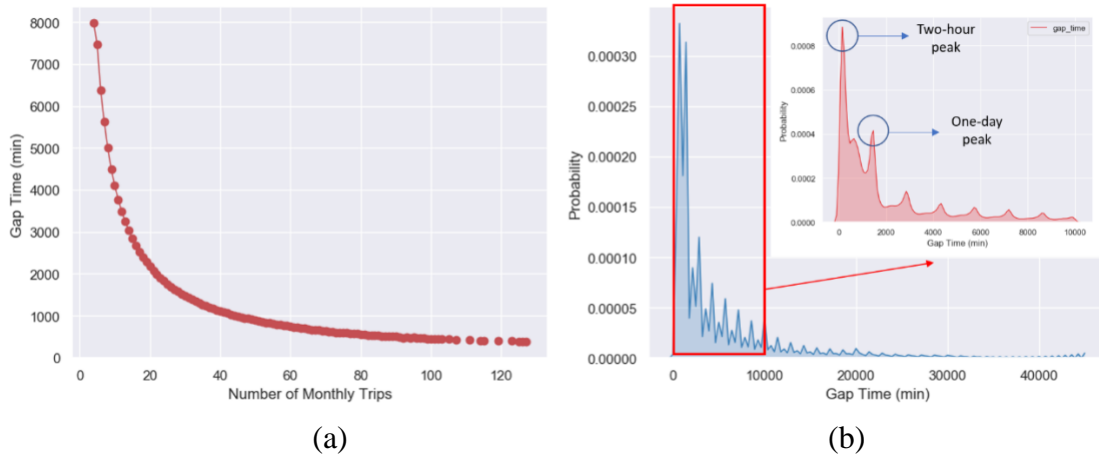 8000
7000
6000
5000
4000
3000
2000
1000
0
Gap Time (min)
0 20 40 60 80 100 120
Number of Monthly Trips
(a)
0.00030
0.00025
0.00020
0.00015
0.00010
0.00005
0.00000
Probability
0 10000 20000 30000 40000
Gap Time (min)
0.0008
0.0006
0.0004
0.0002
0.0000
Probability
0 2000 4000 6000 8000 10000
Gap Time (min)
gap_time
Two-hour
peak
One-day
peak
(b)